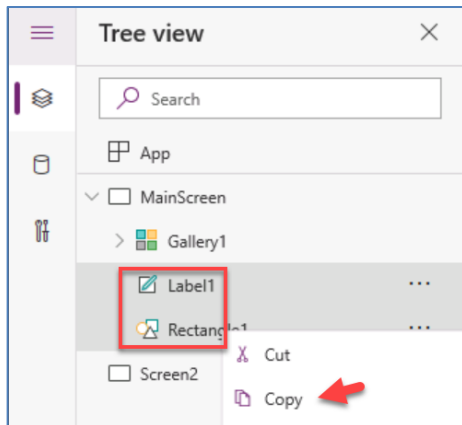 Tree view
Search
App
MainScreen
Gallery1
Label1
Rectangle1
Cut
Screen2
Copy